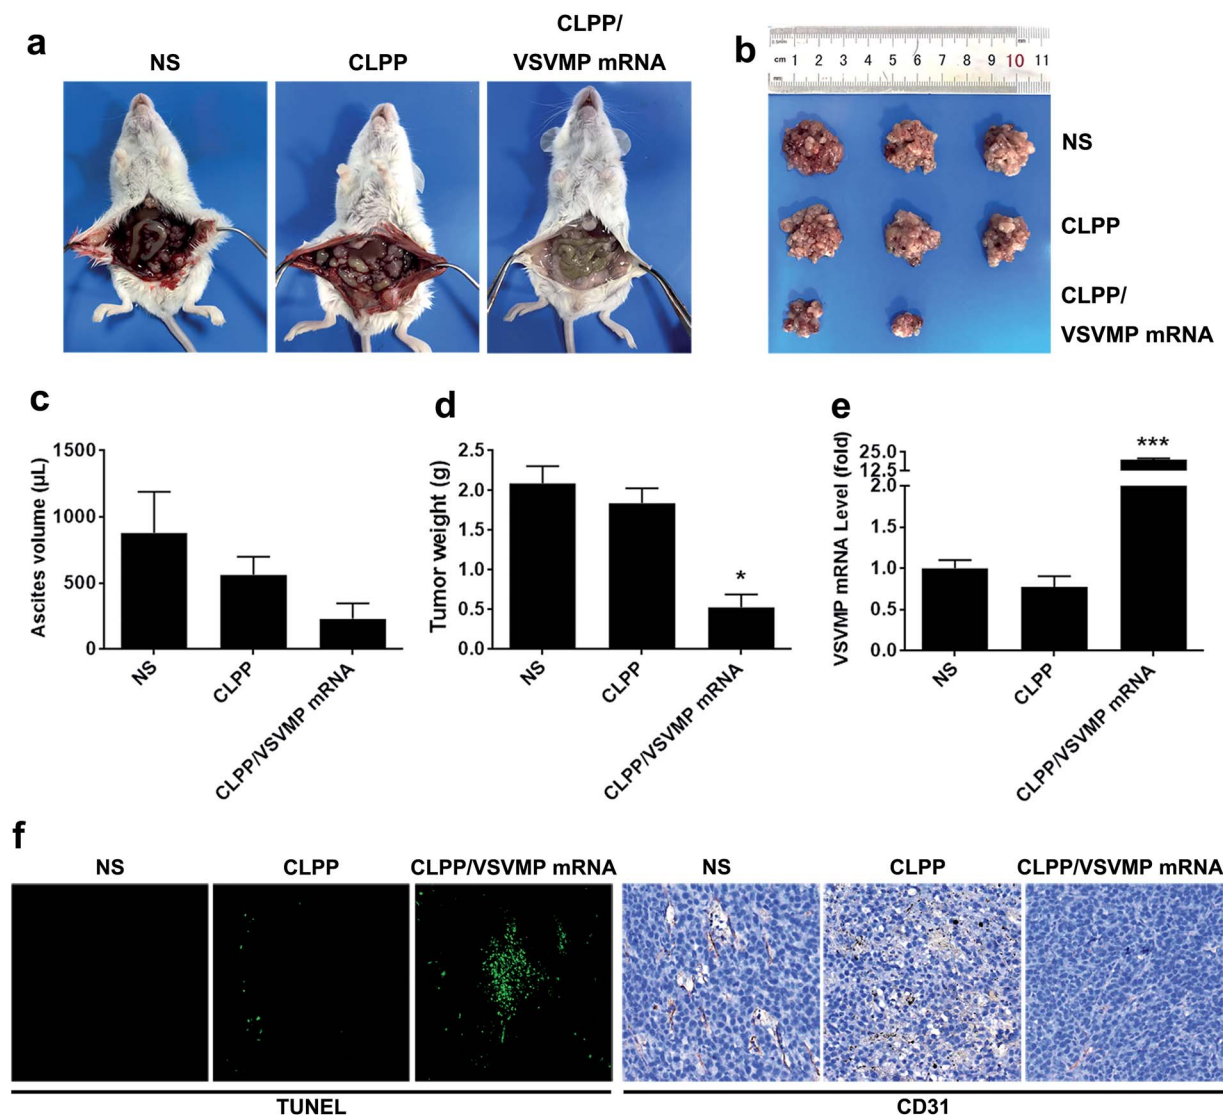 a
NS
CLPP
CLPP/
VSVMP mRNA
b
0.5mm
mm
cm 1 2 3 4 5 6 7 8 9 10 11
NS
CLPP
CLPP/
VSVMP mRNA
c
Ascites volume (µL)
1500
1000
500
0
NS
CLPP
CLPP/VSVMP mRNA
d
Tumor weight (g)
2.5
2.0
1.5
1.0
0.5
0.0
*
NS
CLPP
CLPP/VSVMP mRNA
e
VSVMP mRNA Level (fold)
25.0
12.5
2.0
1.5
1.0
0.5
0.0
***
NS
CLPP
CLPP/VSVMP mRNA
f
NS
CLPP
CLPP/VSVMP mRNA
NS
CLPP
CLPP/VSVMP mRNA
TUNEL
CD31